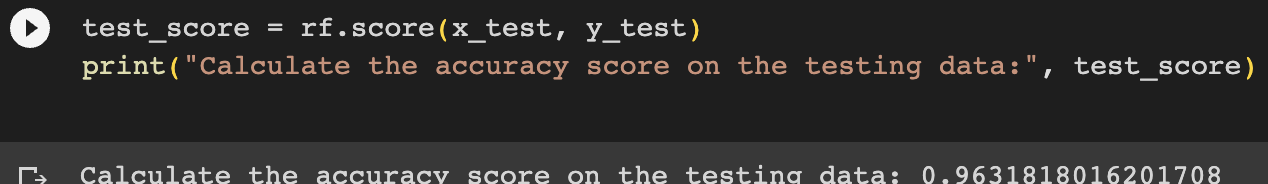 test_score = rf.score(x_test, y_test)
print("Calculate the accuracy score on the testing data:", test_score)
Calculate the accuracy score on the testing data: 0.9631818016201708